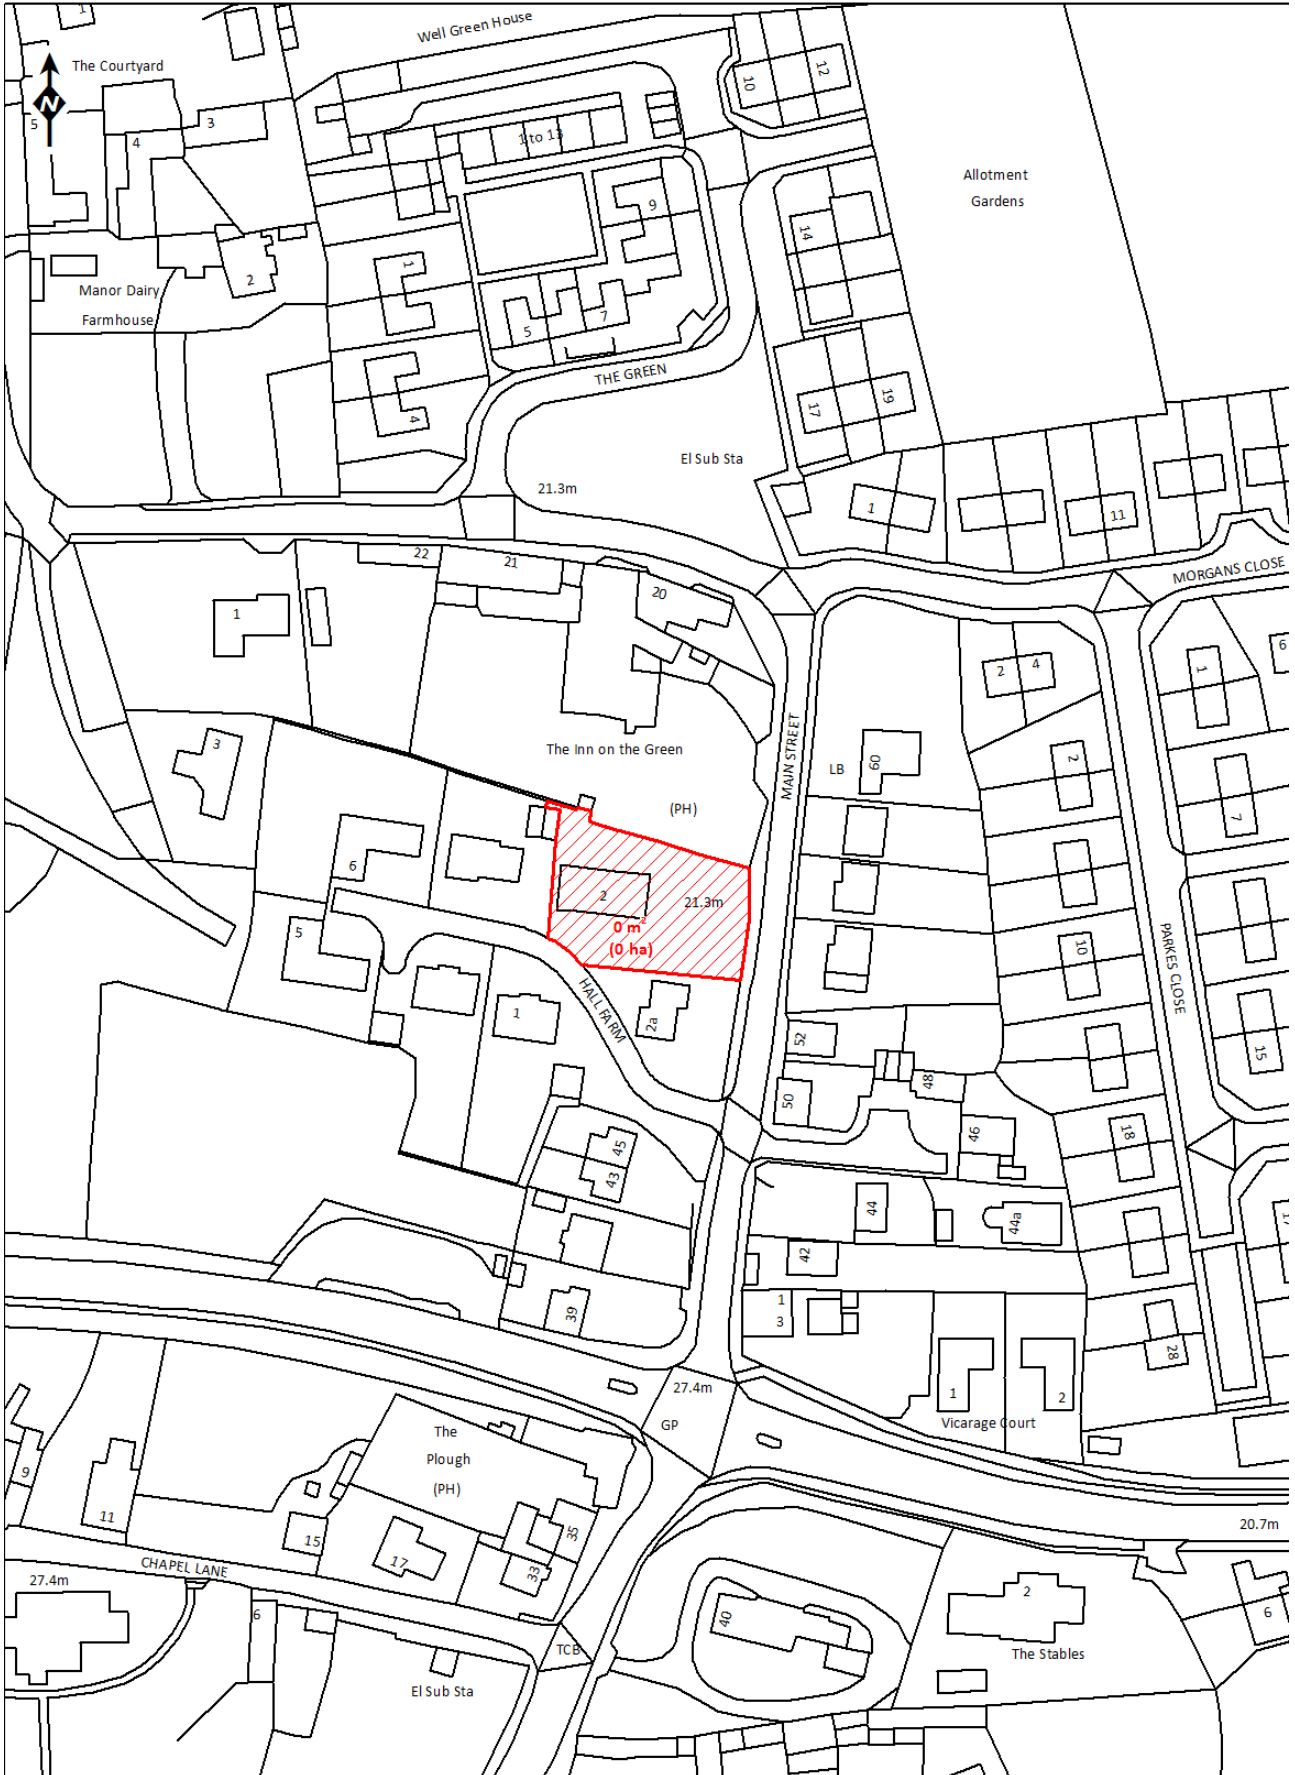 1
Well Green House
The Courtyard
N
5
4
3
1 to 13
10
12
Allotment
Gardens
9
14
Manor Dairy
Farmhouse
2
1
5
7
THE GREEN
4
17
19
El Sub Sta
21.3m
1
11
MORGANS CLOSE
22
21
20
1
2
4
1
6
3
The Inn on the Green
(PH)
MAIN STREET
LB
60
2
7
6
2
21.3m
0 m²
(0 ha)
5
10
PARKES CLOSE
HALL FARM
1
2a
52
50
48
46
15
18
45
43
44
44a
17
42
39
1
3
28
27.4m
GP
1
2
Vicarage Court
The
Plough
(PH)
9
11
15
17
35
33
20.7m
CHAPEL LANE
27.4m
6
TCB
El Sub Sta
40
2
The Stables
6